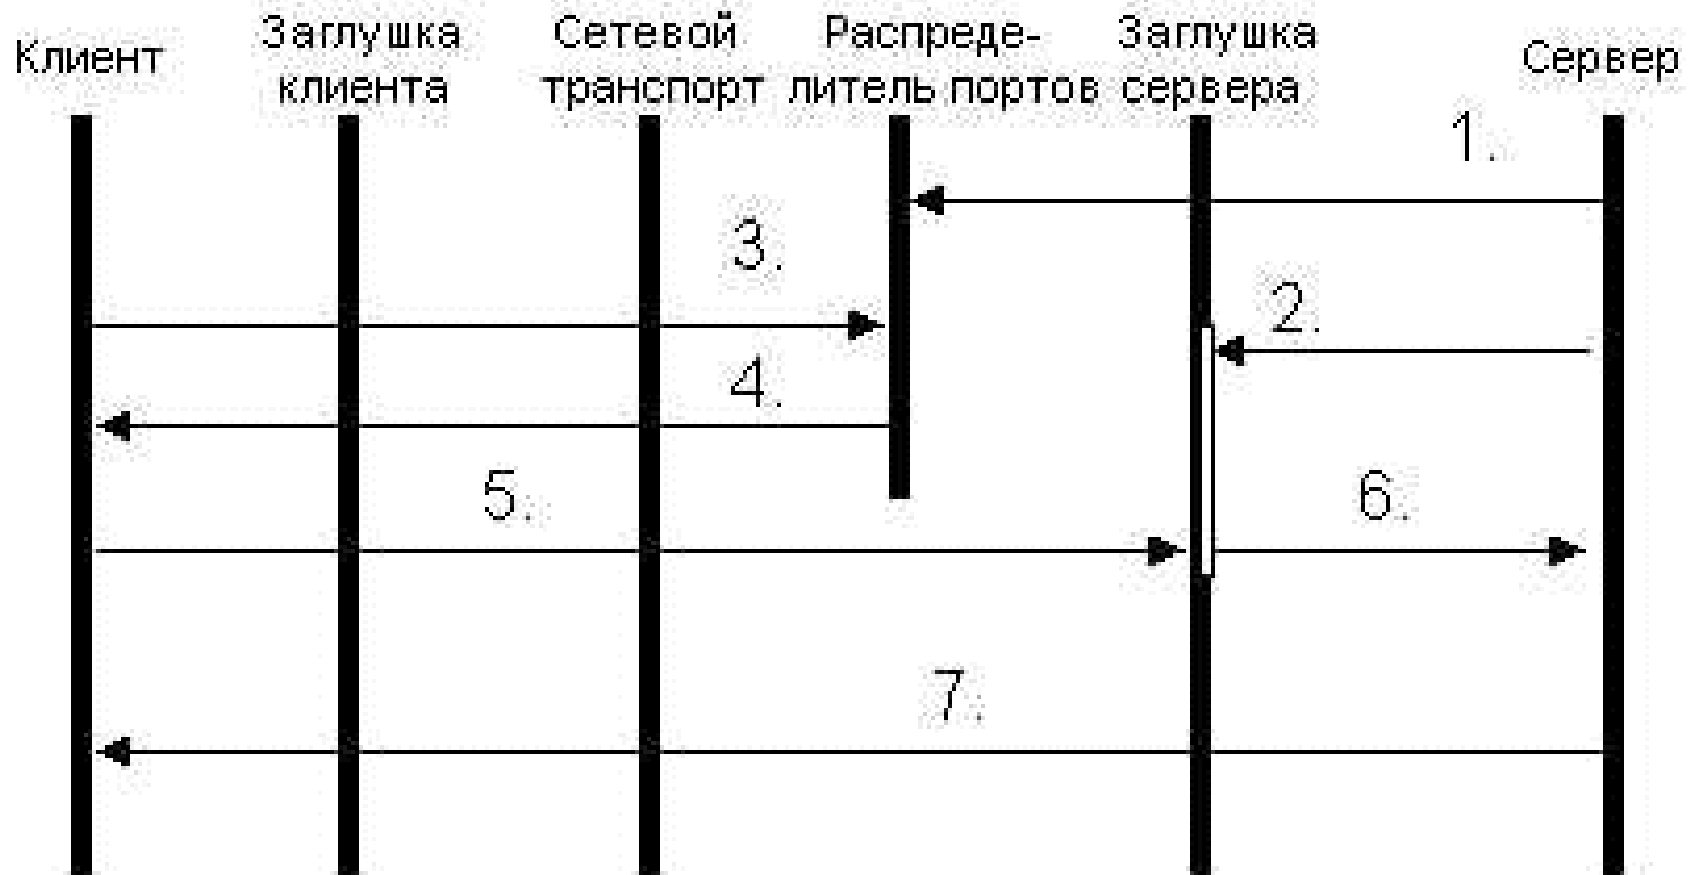 Клиент
Заглушка
клиента
Сетевой
транспорт
Распреде-
литель портов
Заглушка
сервера
Сервер
1.
3.
2.
4.
5.
6.
7.